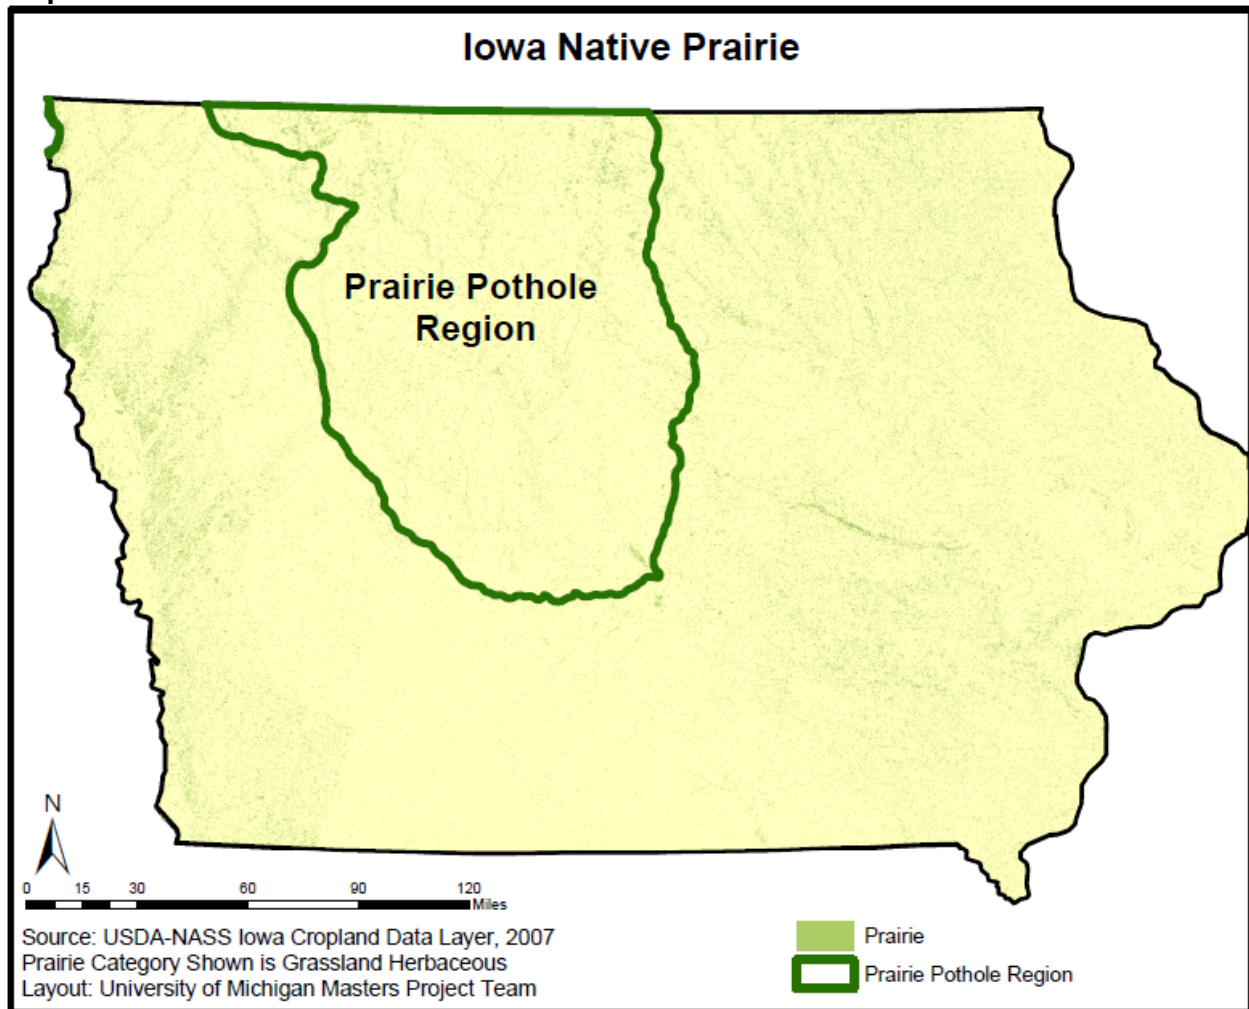 Iowa Native Prairie
Prairie Pothole
Region
N
0 15 30 60 90 120
Miles
Source: USDA-NASS Iowa Cropland Data Layer, 2007
Prairie Category Shown is Grassland Herbaceous
Layout: University of Michigan Masters Project Team
Prairie
Prairie Pothole Region